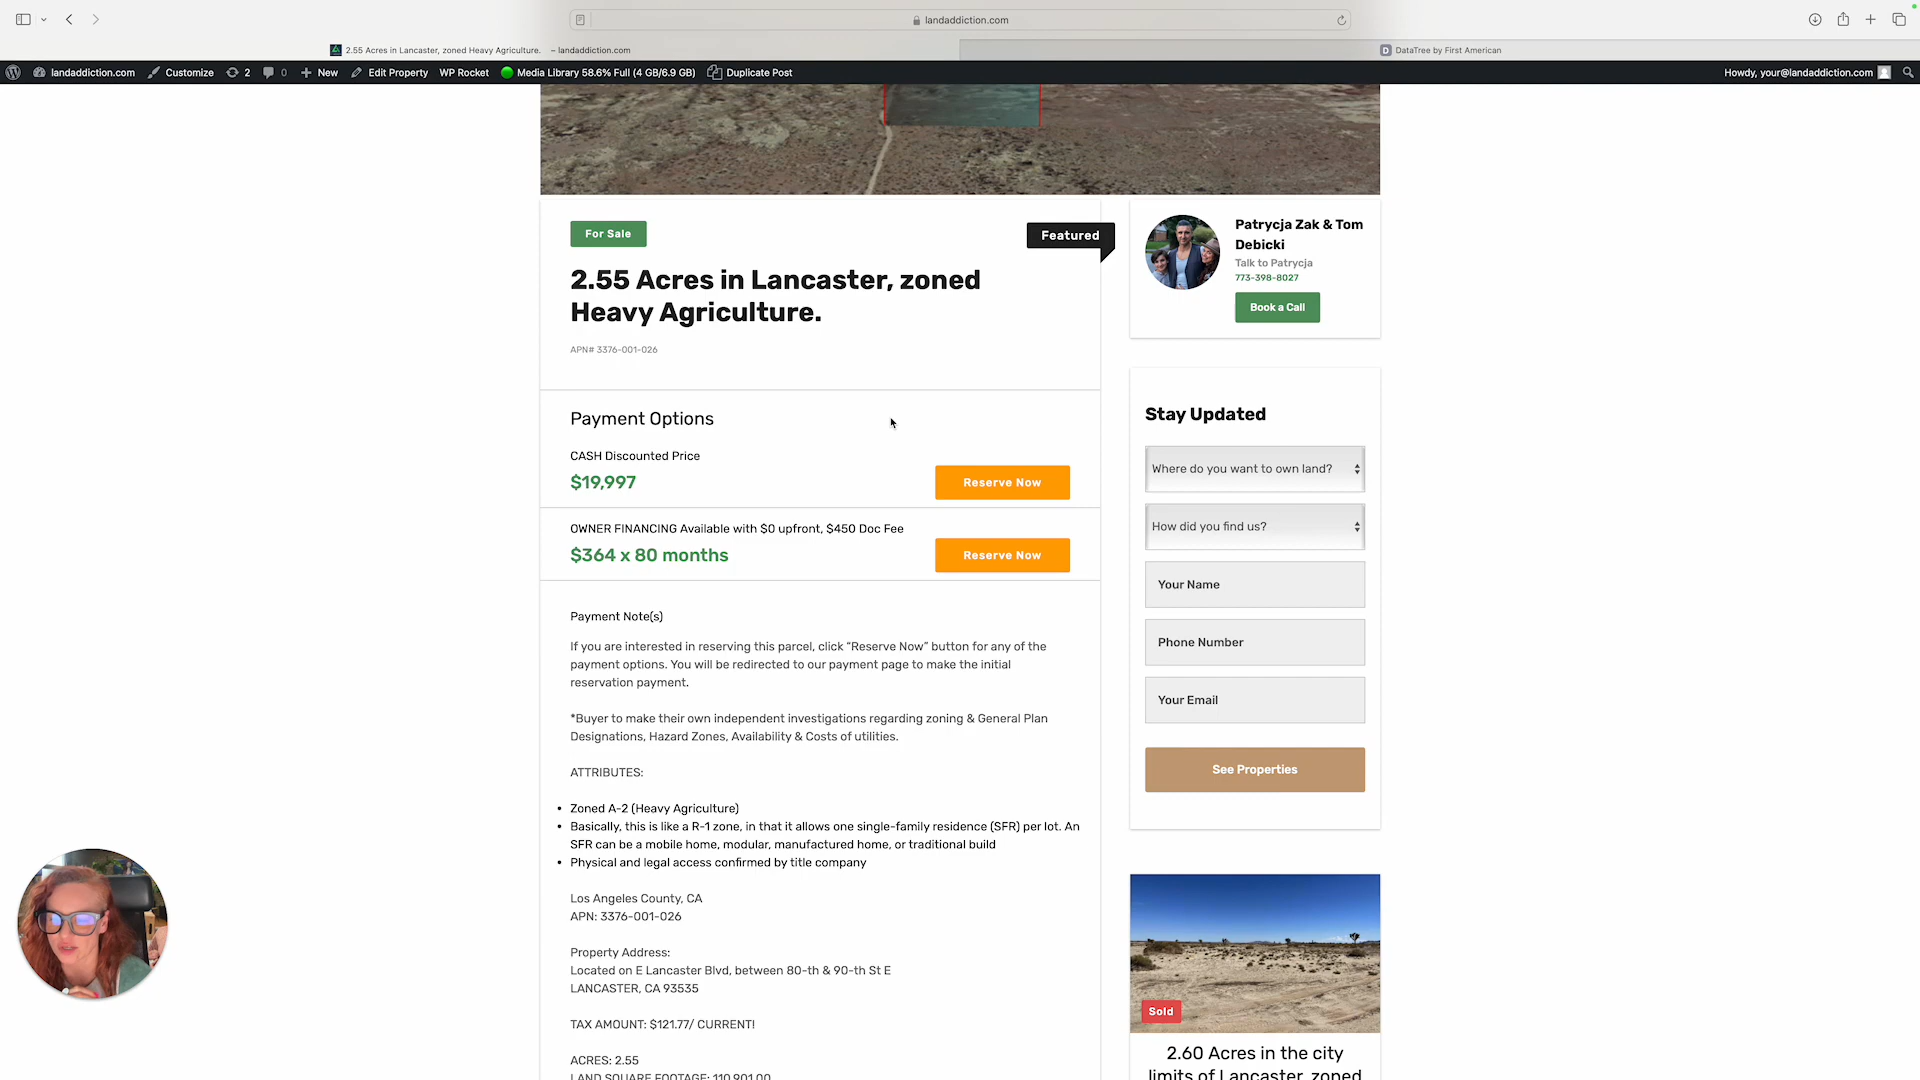 landaddiction.com
2.55 Acres in Lancaster, zoned Heavy Agriculture. – landaddiction.com
DataTree by First American
landaddiction.com Customize 2 0 New Edit Property WP Rocket Media Library 58.6% Full (4 GB/6.9 GB) Duplicate Post Howdy, your@landaddiction.com
For Sale
Featured
2.55 Acres in Lancaster, zoned
Heavy Agriculture.
APN# 3376-001-026
Payment Options
CASH Discounted Price
$19,997
Reserve Now
OWNER FINANCING Available with $0 upfront, $450 Doc Fee
$364 x 80 months
Reserve Now
Payment Note(s)
If you are interested in reserving this parcel, click “Reserve Now” button for any of the
payment options. You will be redirected to our payment page to make the initial
reservation payment.
*Buyer to make their own independent investigations regarding zoning & General Plan
Designations, Hazard Zones, Availability & Costs of utilities.
ATTRIBUTES:
• Zoned A-2 (Heavy Agriculture)
• Basically, this is like a R-1 zone, in that it allows one single-family residence (SFR) per lot. An
SFR can be a mobile home, modular, manufactured home, or traditional build
• Physical and legal access confirmed by title company
Los Angeles County, CA
APN: 3376-001-026
Property Address:
Located on E Lancaster Blvd, between 80-th & 90-th St E
LANCASTER, CA 93535
TAX AMOUNT: $121.77/ CURRENT!
ACRES: 2.55
LAND SQUARE FOOTAGE: 110,901.00
Patrycja Zak & Tom
Debicki
Talk to Patrycja
773-398-8027
Book a Call
Stay Updated
Where do you want to own land?
How did you find us?
Your Name
Phone Number
Your Email
See Properties
Sold
2.60 Acres in the city
limits of Lancaster, zoned